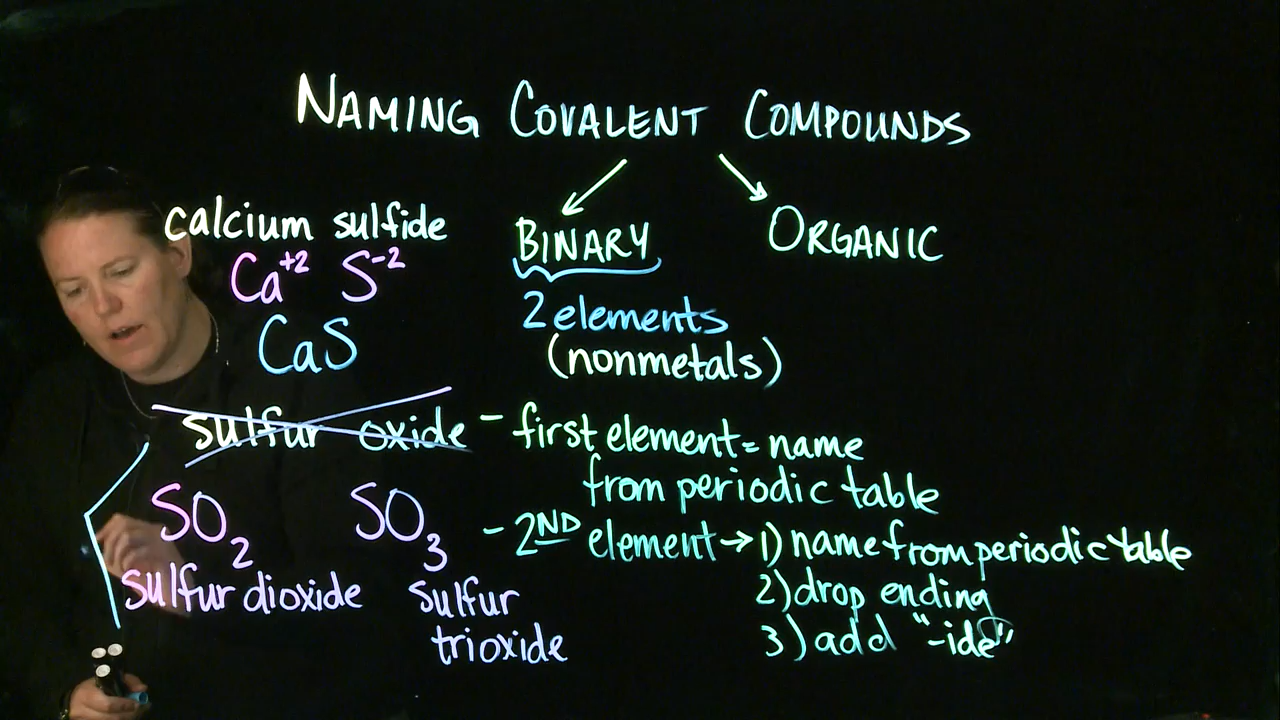 NAMING COVALENT COMPOUNDS
calcium sulfide
Ca+2 S-2
CaS
sulfur oxide
SO2 SO3
sulfur dioxide
sulfur
trioxide
BINARY
2 elements
(nonmetals)
ORGANIC
- first element = name
from periodic table
- 2ND element → 1) name from periodic table
2) drop ending
3) add "-ide"